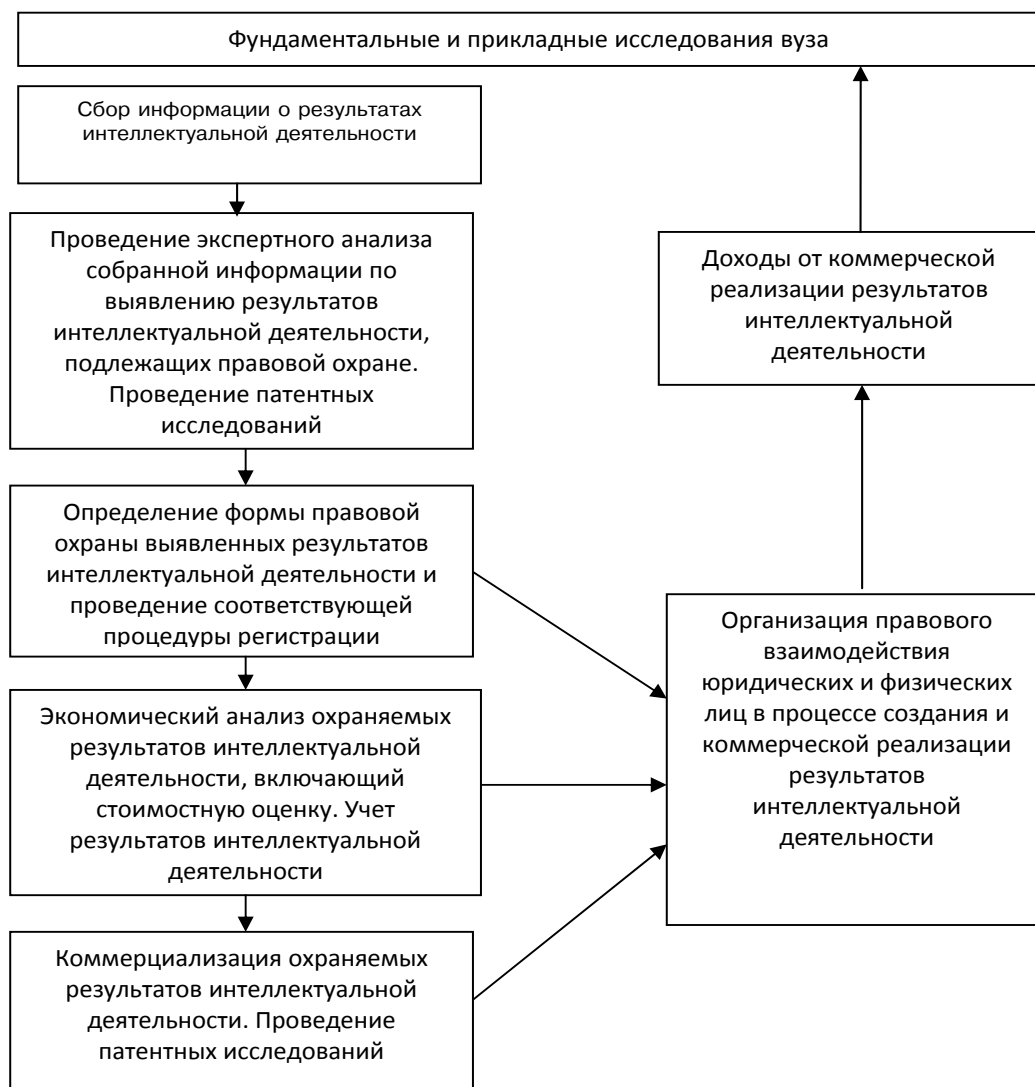 Фундаментальные и прикладные исследования вуза
Сбор информации о результатах
интеллектуальной деятельности
Проведение экспертного анализа
собранной информации по
выявлению результатов
интеллектуальной деятельности,
подлежащих правовой охране.
Проведение патентных
исследований
Доходы от коммерческой
реализации результатов
интеллектуальной
деятельности
Определение формы правовой
охраны выявленных результатов
интеллектуальной деятельности и
проведение соответствующей
процедуры регистрации
Организация правового
взаимодействия
юридических и физических
лиц в процессе создания и
коммерческой реализации
результатов
интеллектуальной
деятельности
Экономический анализ охраняемых
результатов интеллектуальной
деятельности, включающий
стоимостную оценку. Учет
результатов интеллектуальной
деятельности
Коммерциализация охраняемых
результатов интеллектуальной
деятельности. Проведение
патентных исследований